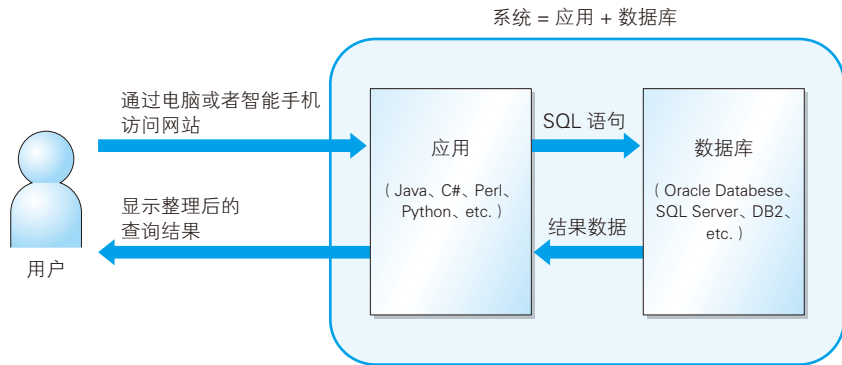 系统 = 应用 + 数据库
通过电脑或者智能手机
访问网站
应用
( Java、C#、Perl、
Python、etc. )
SQL 语句
数据库
( Oracle Databese、
SQL Server、DB2、
etc. )
显示整理后的
查询结果
结果数据
用户